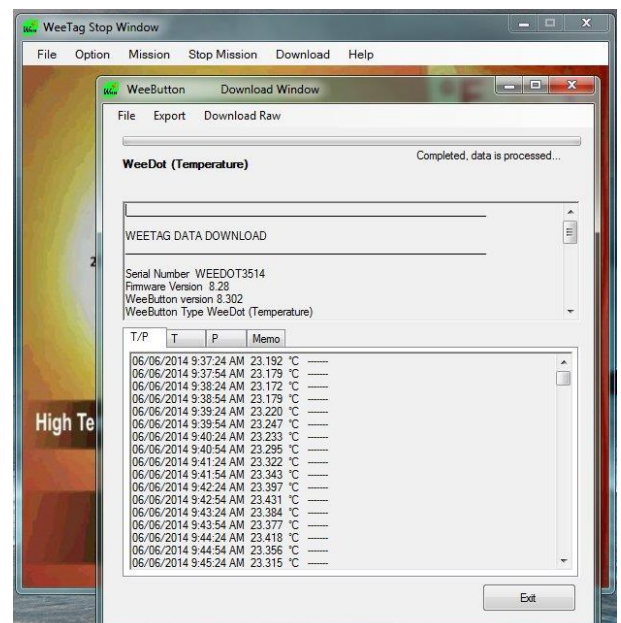 WeeTag Stop Window
File Option Mission Stop Mission Download Help
WeeButton Download Window
File Export Download Raw
WeeDot (Temperature)
Completed, data is processed...
WEETAG DATA DOWNLOAD
Serial Number WEEDOT3514
Firmware Version 8.28
WeeButton version 8.302
WeeButton Type WeeDot (Temperature)
T/P T P Memo
06/06/2014 9:37:24 AM 23.192 °C ------
06/06/2014 9:37:54 AM 23.179 °C ------
06/06/2014 9:38:24 AM 23.172 °C ------
06/06/2014 9:38:54 AM 23.179 °C ------
06/06/2014 9:39:24 AM 23.220 °C ------
06/06/2014 9:39:54 AM 23.247 °C ------
06/06/2014 9:40:24 AM 23.233 °C ------
06/06/2014 9:40:54 AM 23.295 °C ------
06/06/2014 9:41:24 AM 23.322 °C ------
06/06/2014 9:41:54 AM 23.343 °C ------
06/06/2014 9:42:24 AM 23.397 °C ------
06/06/2014 9:42:54 AM 23.431 °C ------
06/06/2014 9:43:24 AM 23.384 °C ------
06/06/2014 9:43:54 AM 23.377 °C ------
06/06/2014 9:44:24 AM 23.418 °C ------
06/06/2014 9:44:54 AM 23.356 °C ------
06/06/2014 9:45:24 AM 23.315 °C ------
2
High Te
Exit